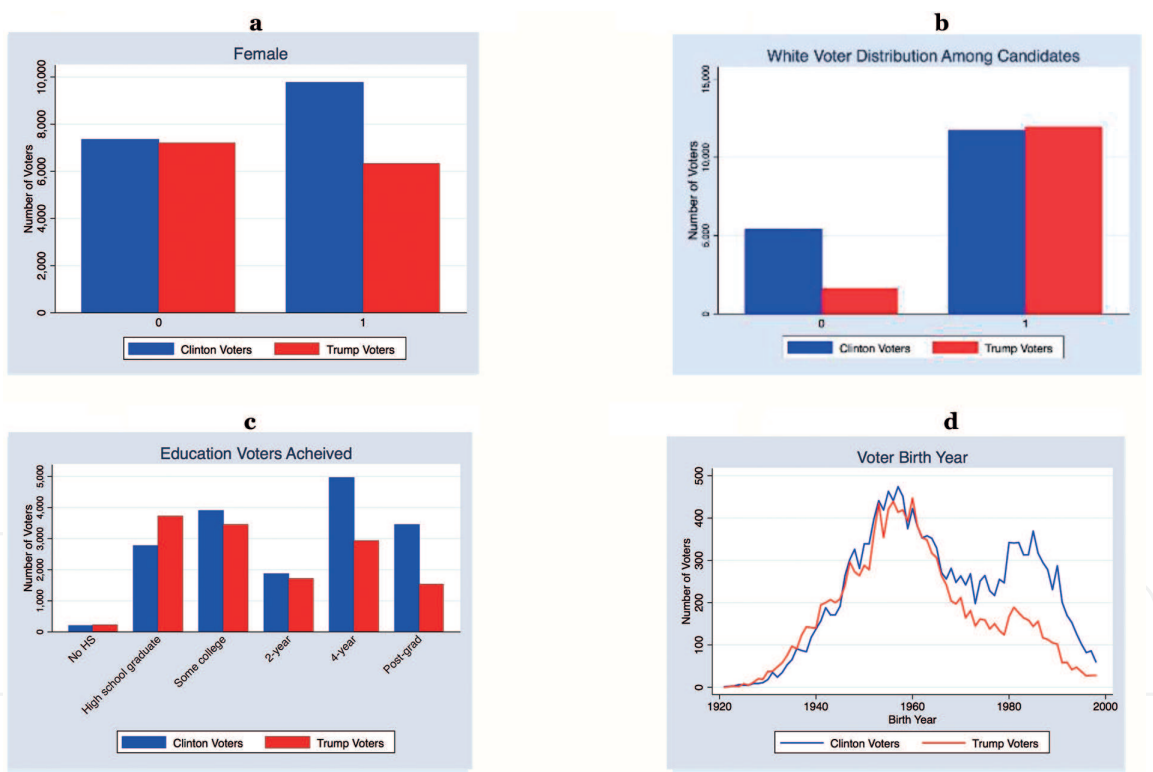 a
Female
Number of Voters
10,000
8,000
6,000
4,000
2,000
0
0 1
Clinton Voters Trump Voters
b
White Voter Distribution Among Candidates
Number of Voters
15,000
10,000
5,000
0
0 1
Clinton Voters Trump Voters
c
Education Voters Acheived
Number of Voters
5,000
4,000
3,000
2,000
1,000
0
No HS
High school graduate
Some college
2-year
4-year
Post-grad
Clinton Voters Trump Voters
d
Voter Birth Year
Number of Voters
500
400
300
200
100
0
1920 1940 1960 1980 2000
Birth Year
Clinton Voters Trump Voters